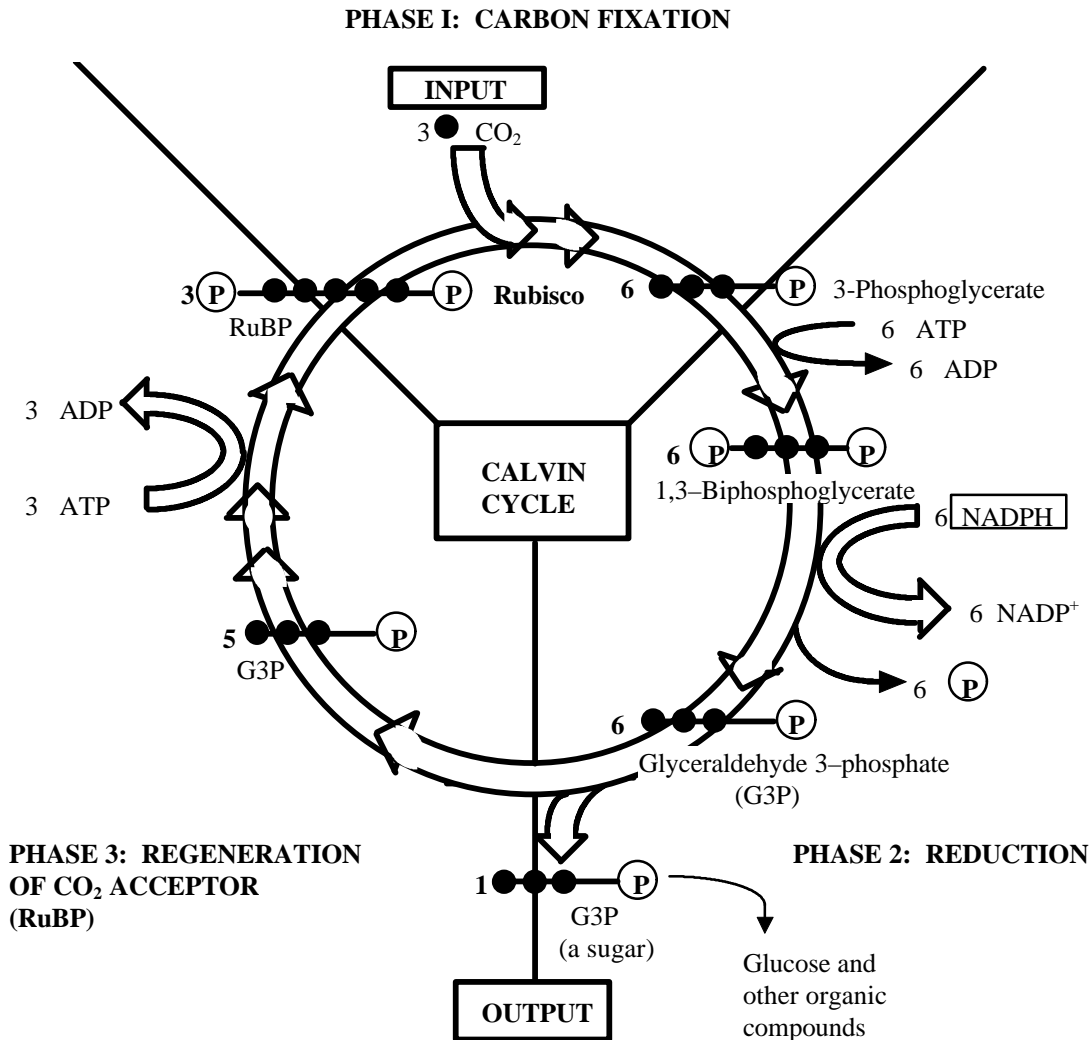 PHASE I: CARBON FIXATION
INPUT
3 CO₂
3 P P
RuBP
Rubisco
6 P
3-Phosphoglycerate
6 ATP
6 ADP
3 ADP
3 ATP
CALVIN
CYCLE
6 P P
1,3–Biphosphoglycerate
6 NADPH
6 NADP⁺
6 P
5 P
G3P
6 P
Glyceraldehyde 3–phosphate
(G3P)
PHASE 3: REGENERATION
OF CO₂ ACCEPTOR
(RuBP)
PHASE 2: REDUCTION
1 P
G3P
(a sugar)
Glucose and
other organic
compounds
OUTPUT